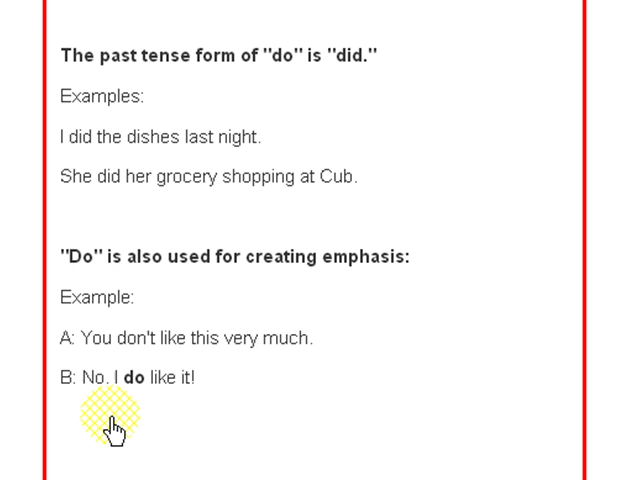 The past tense form of "do" is "did."
Examples:
I did the dishes last night.
She did her grocery shopping at Cub.
"Do" is also used for creating emphasis:
Example:
A: You don't like this very much.
B: No. I do like it!